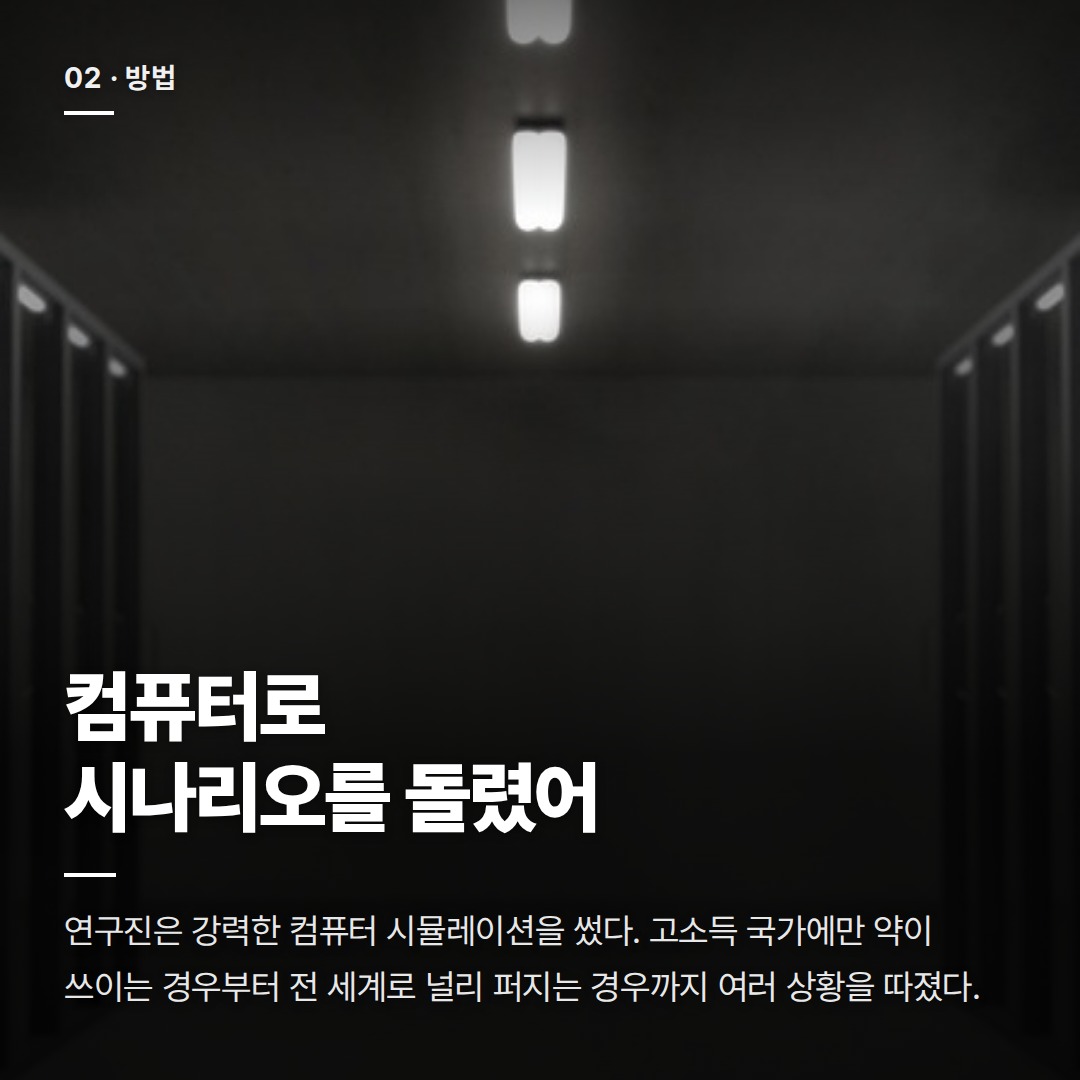 02 · 방법
컴퓨터로
시나리오를 돌렸어
연구진은 강력한 컴퓨터 시뮬레이션을 썼다. 고소득 국가에만 약이
쓰이는 경우부터 전 세계로 널리 퍼지는 경우까지 여러 상황을 따졌다.